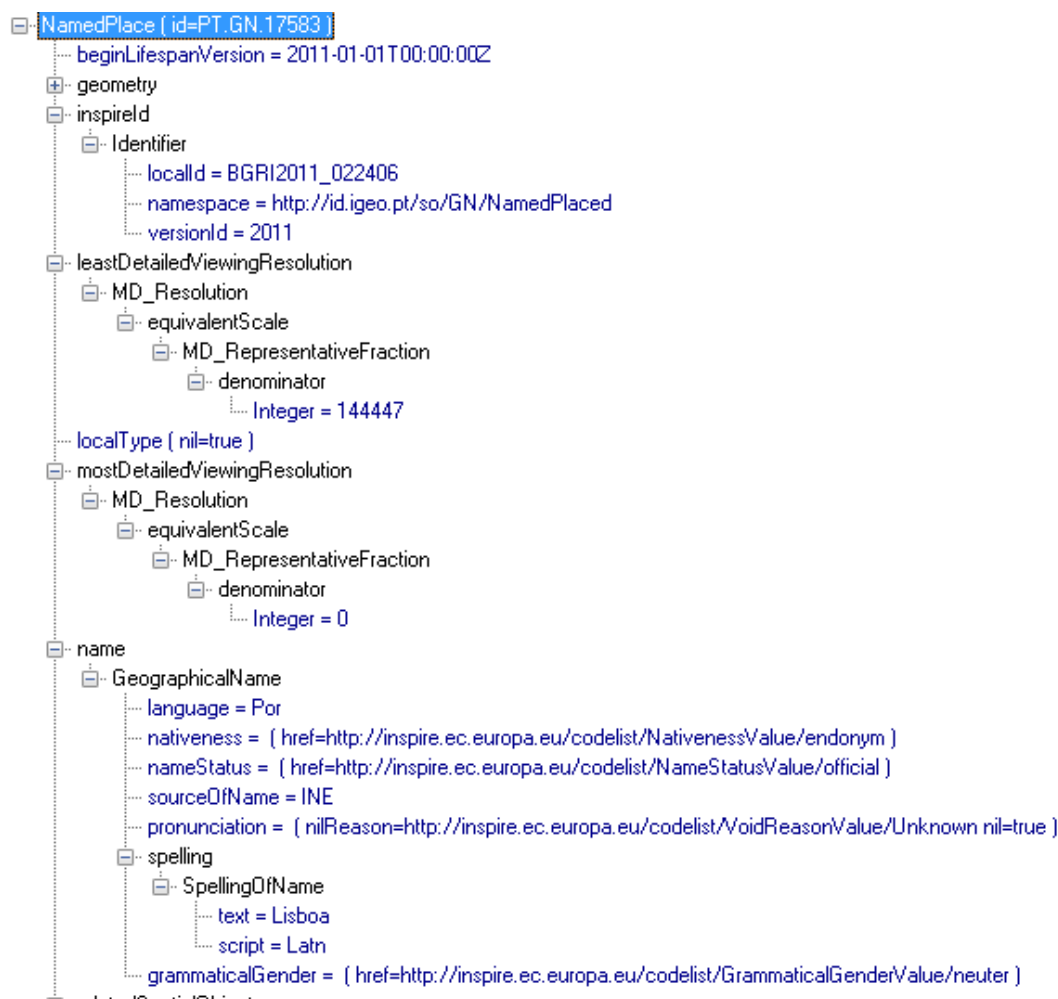 NamedPlace ( id=PT.GN.17583 )
beginLifespanVersion = 2011-01-01T00:00:00Z
geometry
inspireId
Identifier
localId = BGRI2011_022406
namespace = http://id.igeo.pt/so/GN/NamedPlaced
versionId = 2011
leastDetailedViewingResolution
MD_Resolution
equivalentScale
MD_RepresentativeFraction
denominator
Integer = 144447
localType ( nil=true )
mostDetailedViewingResolution
MD_Resolution
equivalentScale
MD_RepresentativeFraction
denominator
Integer = 0
name
GeographicalName
language = Por
nativeness = ( href=http://inspire.ec.europa.eu/codelist/NativenessValue/endonym )
nameStatus = ( href=http://inspire.ec.europa.eu/codelist/NameStatusValue/official )
sourceOfName = INE
pronunciation = ( nilReason=http://inspire.ec.europa.eu/codelist/VoidReasonValue/Unknown nil=true )
spelling
SpellingOfName
text = Lisboa
script = Latn
grammaticalGender = ( href=http://inspire.ec.europa.eu/codelist/GrammaticalGenderValue/neuter )